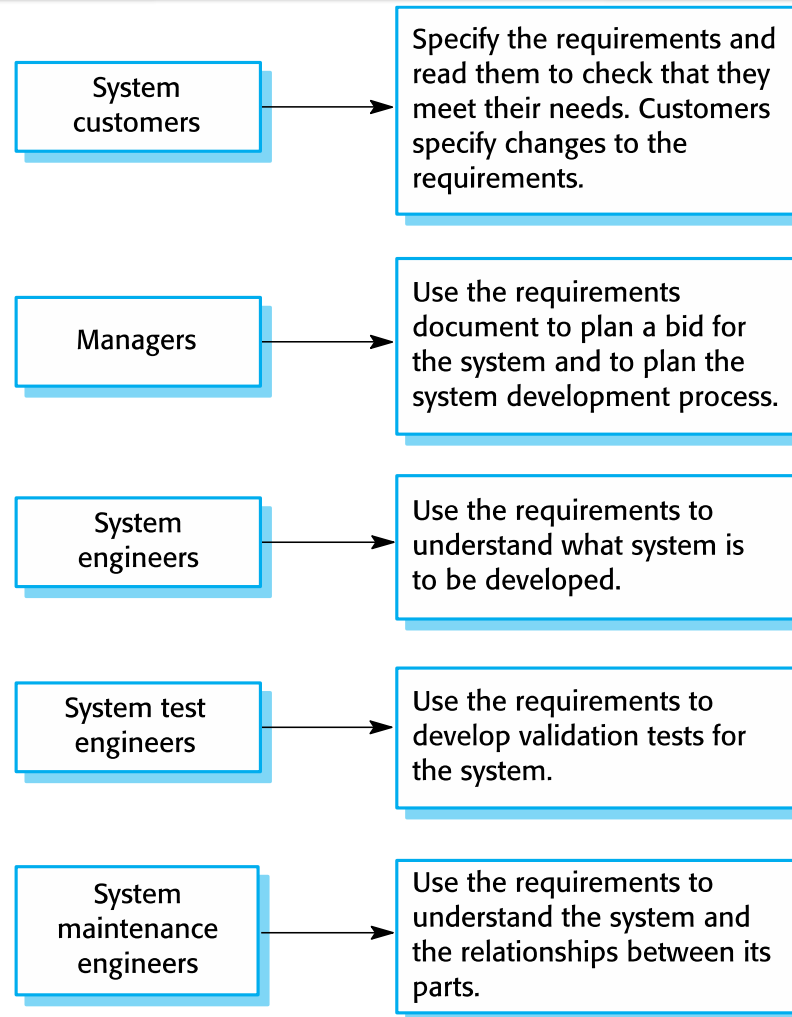 System
customers
Specify the requirements and
read them to check that they
meet their needs. Customers
specify changes to the
requirements.
Managers
Use the requirements
document to plan a bid for
the system and to plan the
system development process.
System
engineers
Use the requirements to
understand what system is
to be developed.
System test
engineers
Use the requirements to
develop validation tests for
the system.
System
maintenance
engineers
Use the requirements to
understand the system and
the relationships between its
parts.